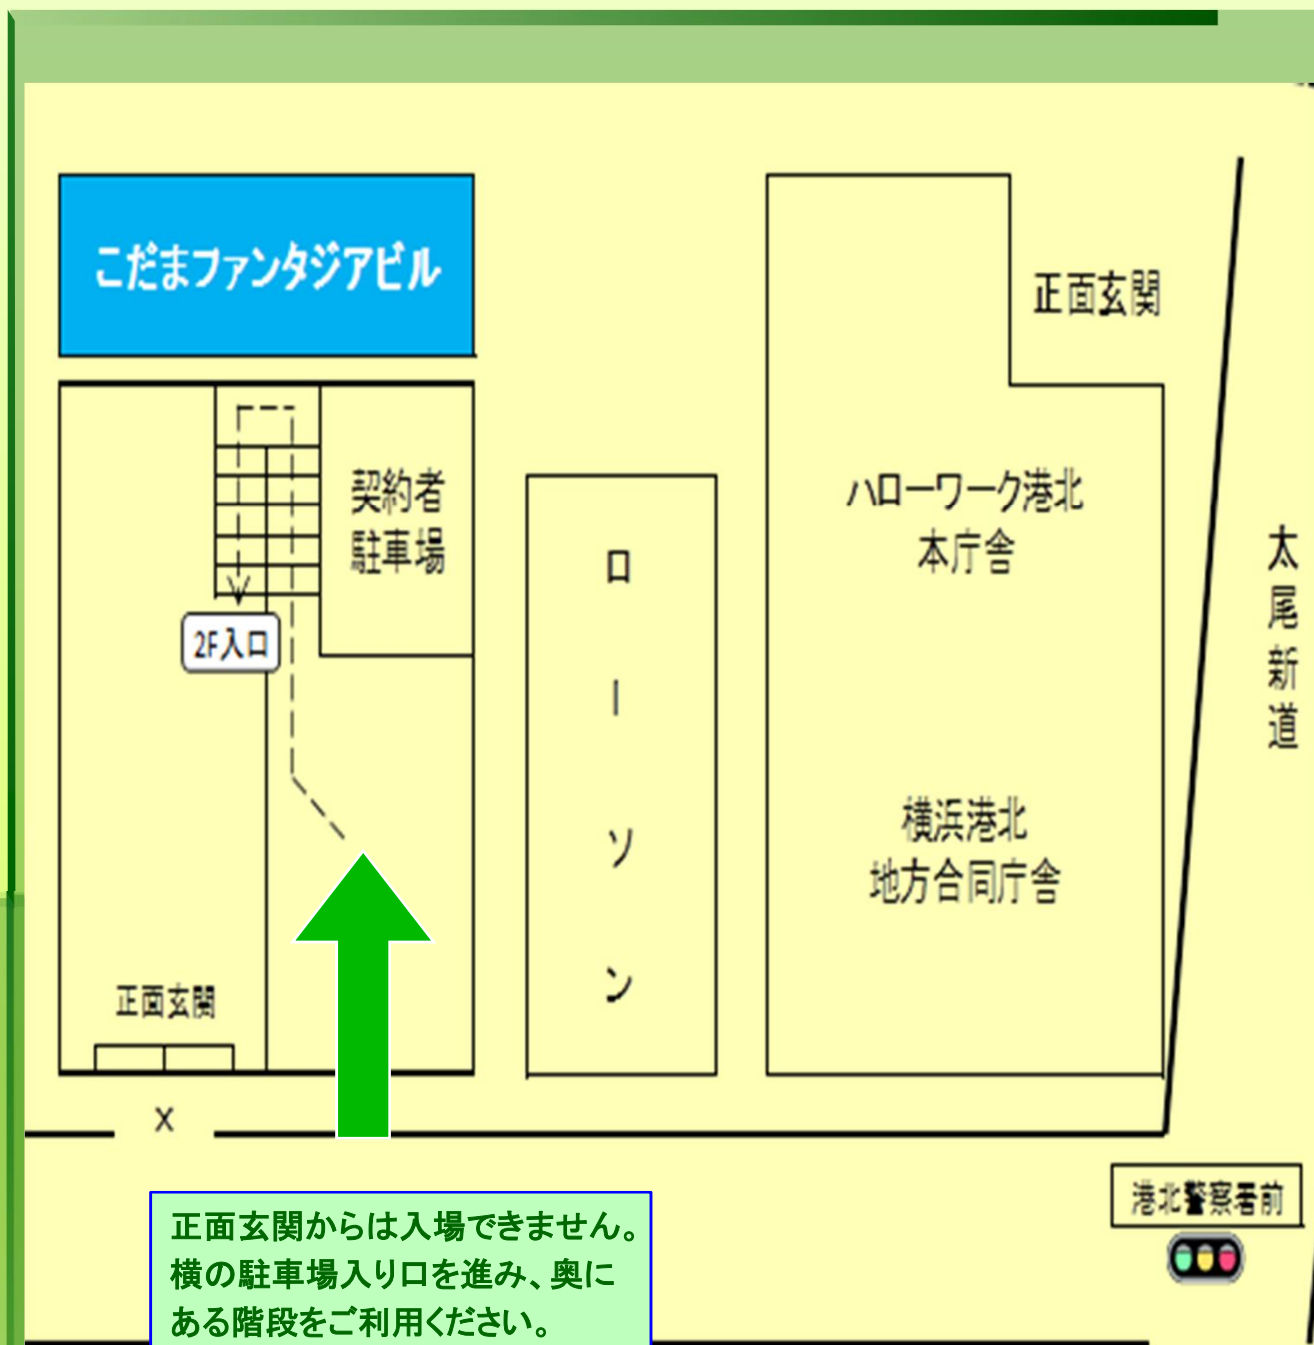 こだまファンタジアビル
正面玄関
契約者
駐車場
2F入口
ローソン
ハローワーク港北
本庁舎
横浜港北
地方合同庁舎
太尾新道
正面玄関
X
港北警察署前
正面玄関からは入場できません。
横の駐車場入り口を進み、奥に
ある階段をご利用ください。